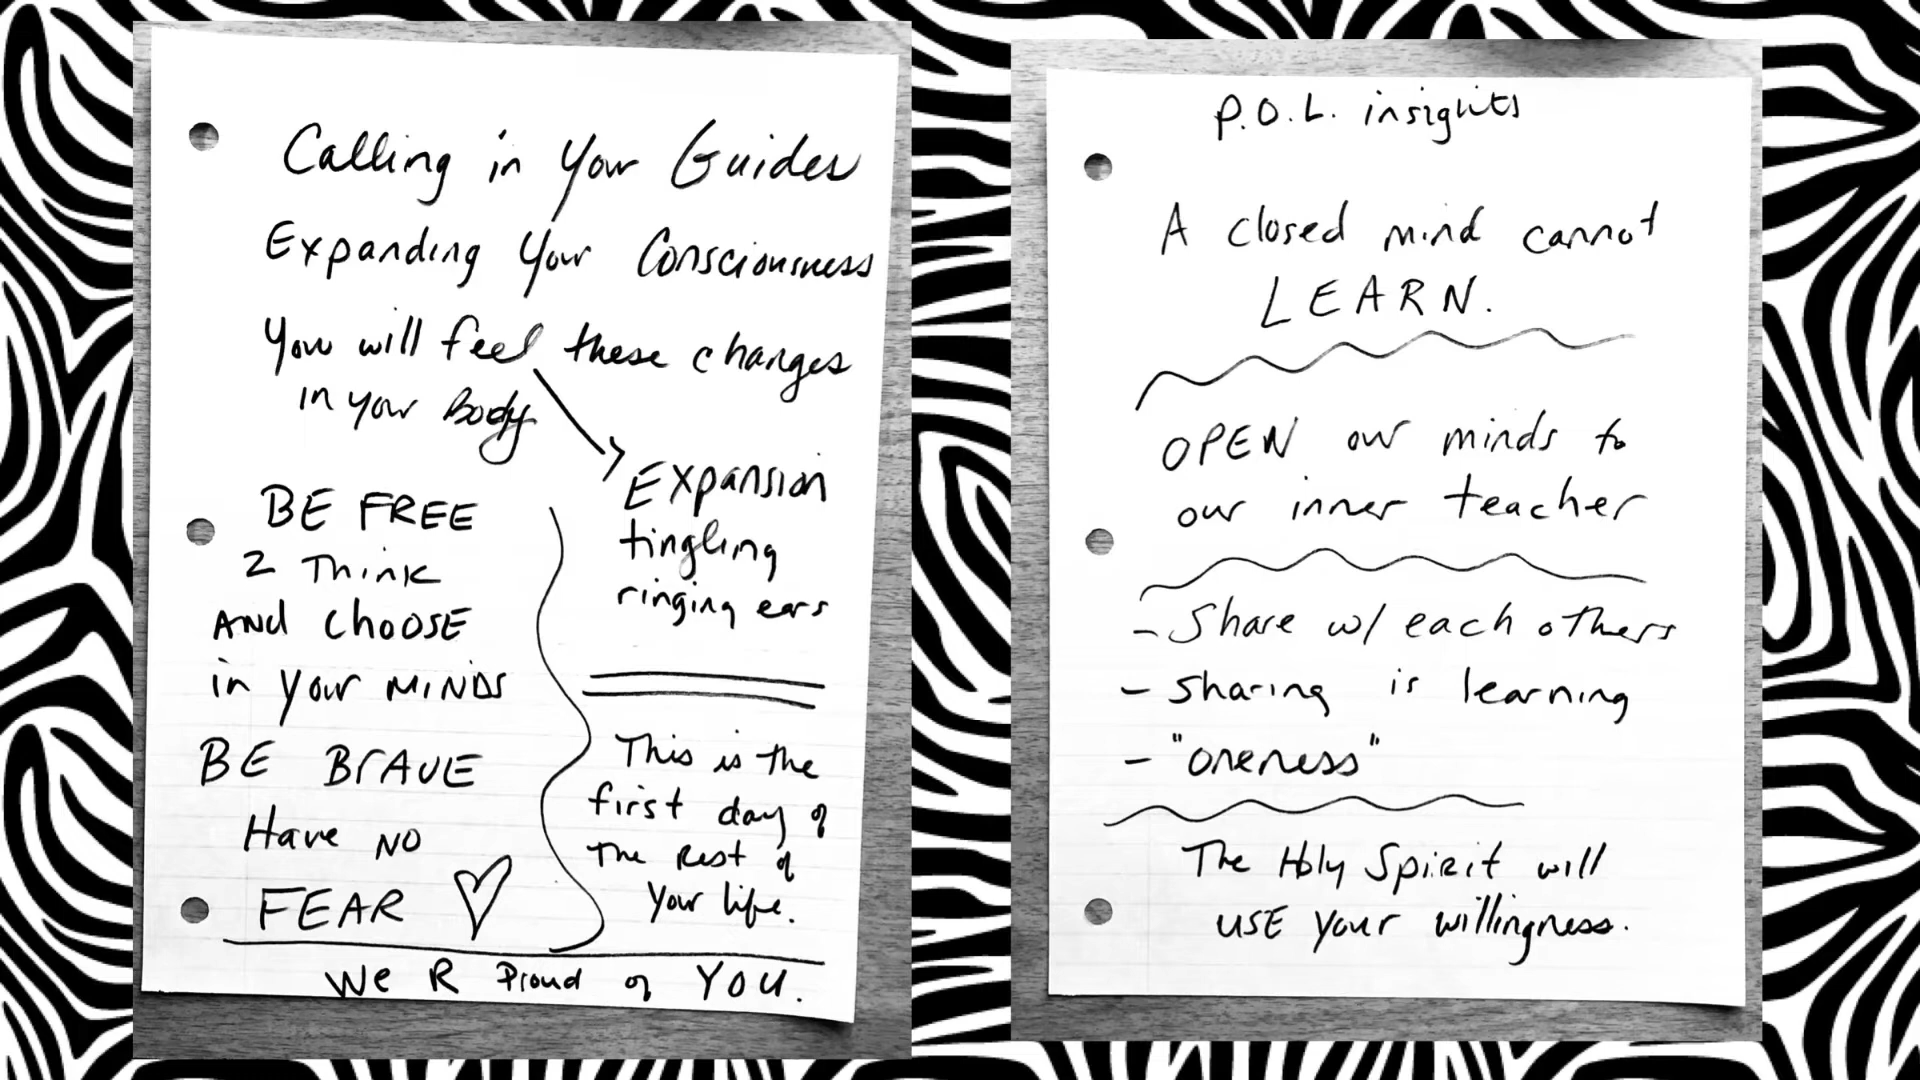 Calling in Your Guides
Expanding Your Consciousness
You will feel these changes
in your Body
Expansion
tingling
ringing ears
BE FREE
2 Think
AND CHOOSE
in your MINDS
BE BRAVE
Have NO
FEAR
This is the
first day of
The Rest of
Your life.
We R Proud of YOU.
P.O.L. insights
A closed mind cannot
LEARN.
OPEN our minds to
our inner teacher
- Share w/ each others
- Sharing is learning
- "oneness"
The Holy Spirit will
USE your willingness.